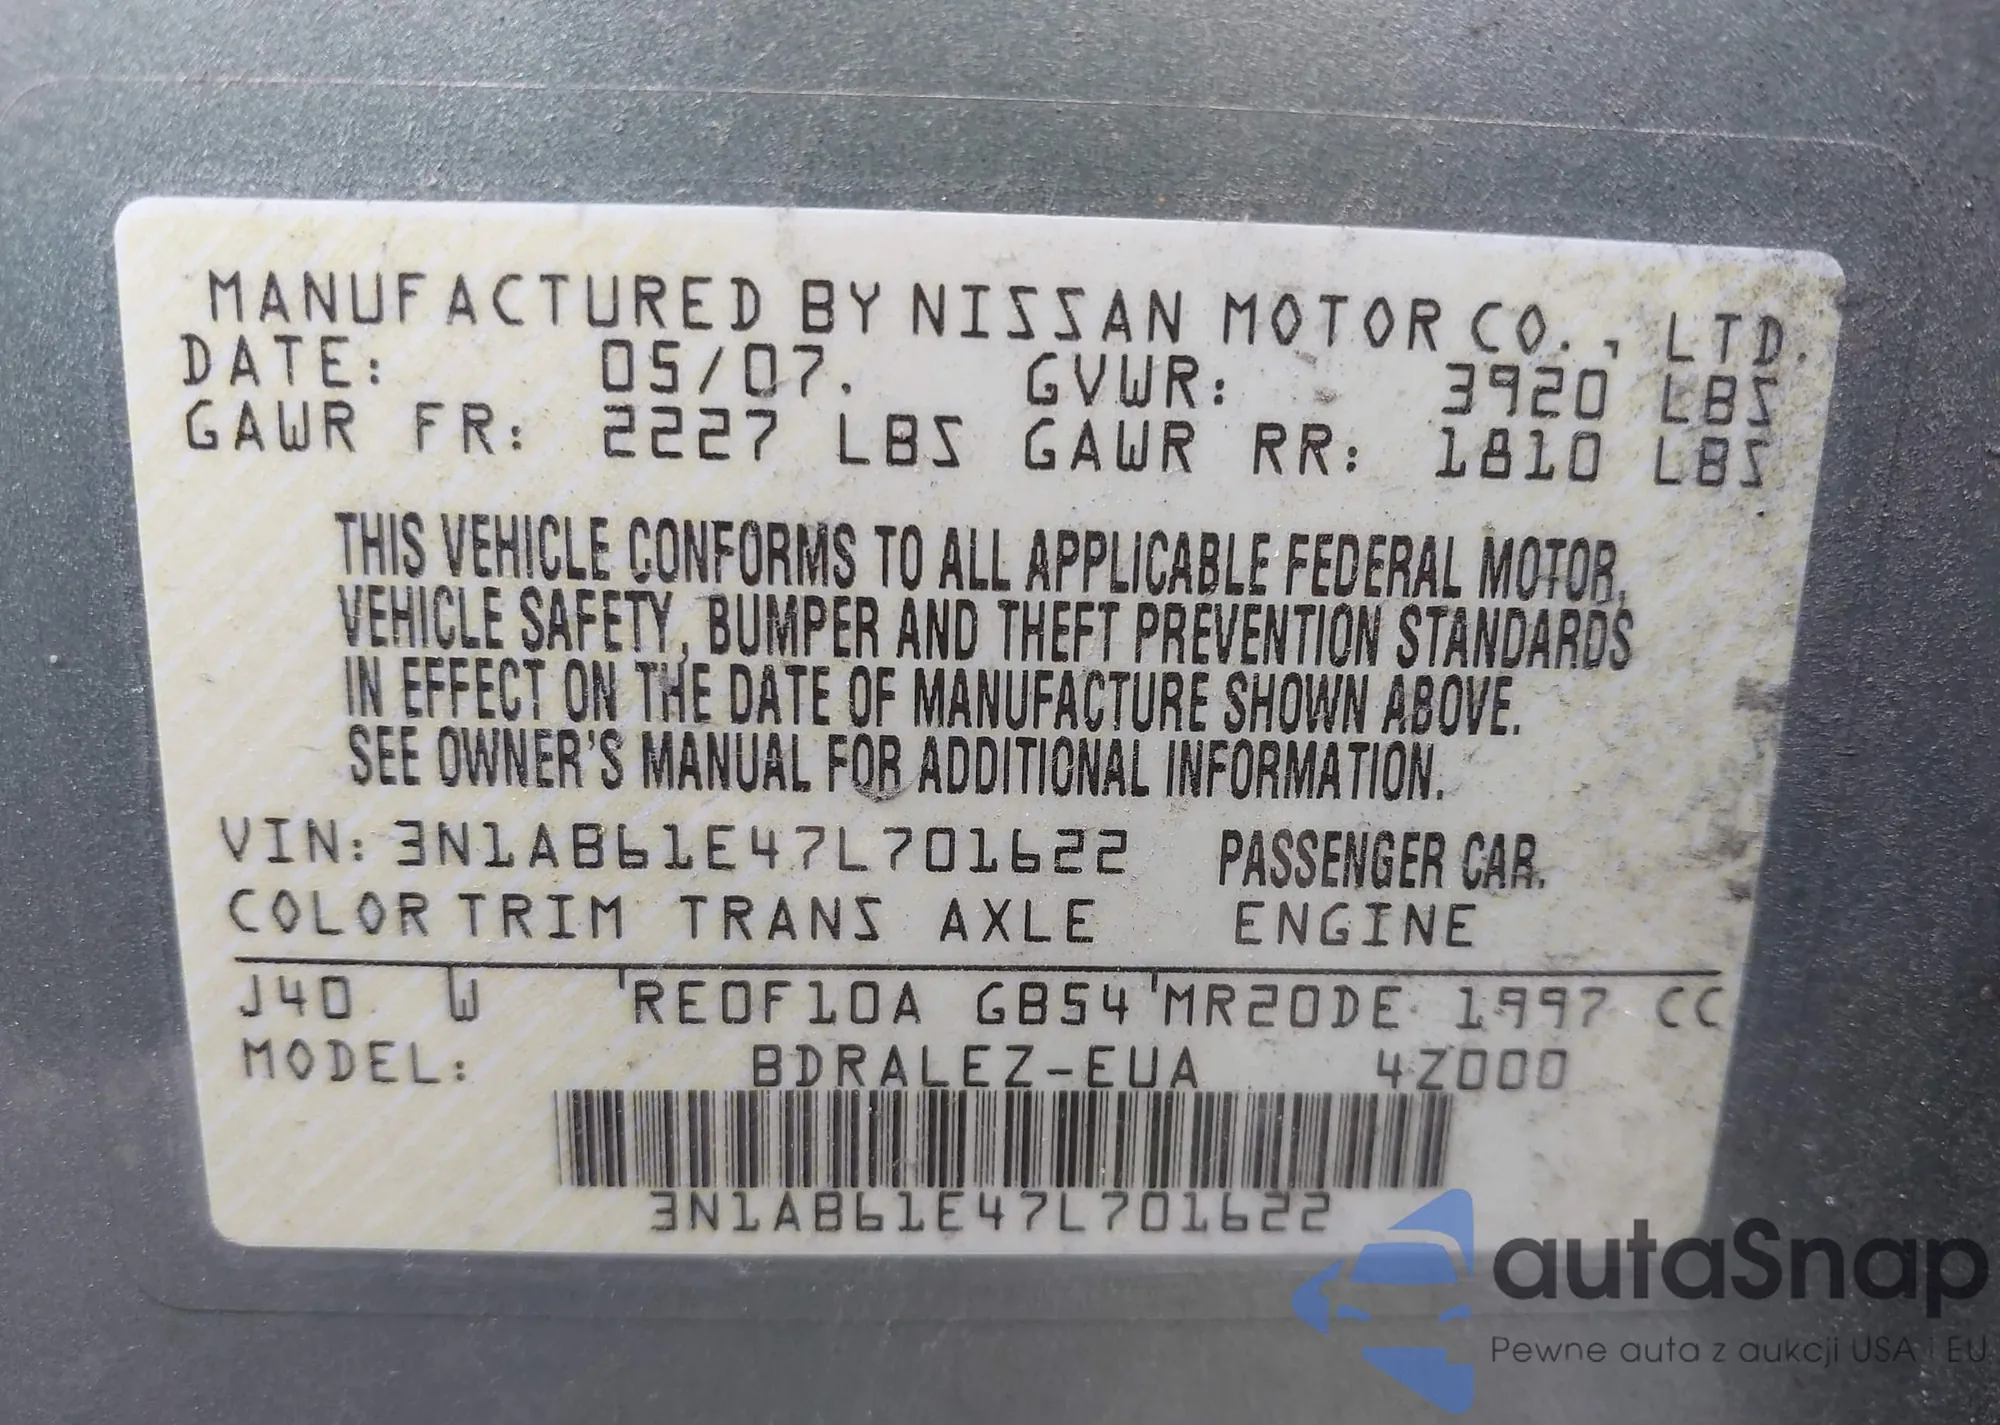 MANUFACTURED BY NISSAN MOTOR CO., LTD.
DATE: 05/07. GVWR: 3920 LBS
GAWR FR: 2227 LBS GAWR RR: 1810 LBS
THIS VEHICLE CONFORMS TO ALL APPLICABLE FEDERAL MOTOR,
VEHICLE SAFETY, BUMPER AND THEFT PREVENTION STANDARDS
IN EFFECT ON THE DATE OF MANUFACTURE SHOWN ABOVE.
SEE OWNER'S MANUAL FOR ADDITIONAL INFORMATION.
VIN: 3N1AB61E47L701622 PASSENGER CAR.
COLOR TRIM TRANS AXLE ENGINE
J40 W 'RE0F10A GB54'MR20DE 1997 CC
MODEL: BDRALEZ-EUA 4Z000
3N1AB61E47L701622
autaSnap
Pewne auta z aukcji USA i EU